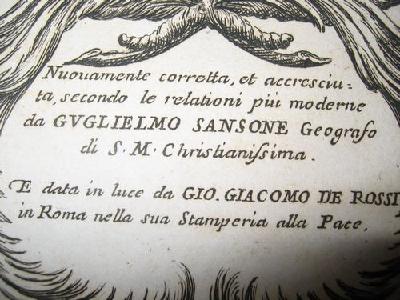 Nuouamente corretta, et accresciu-
ta, secondo le relationi piú moderne
da GVGLIELMO SANSONE Geografo
di S. M. Christianißima.
E data in luce da GIO. GIACOMO DE ROSSI
in Roma nella sua Stamperia alla Pace,